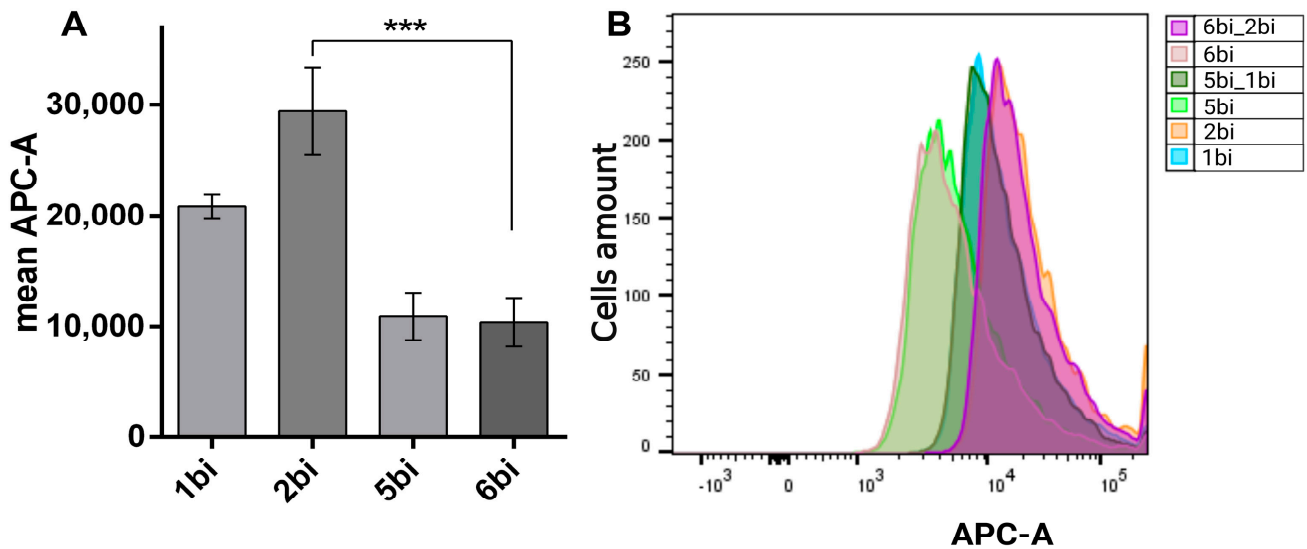 A
***
mean APC-A
30,000
20,000
10,000
0
1bi
2bi
5bi
6bi
B
Cells amount
250
200
150
100
50
0
-10³
0
10³
10⁴
10⁵
APC-A
6bi_2bi
6bi
5bi_1bi
5bi
2bi
1bi